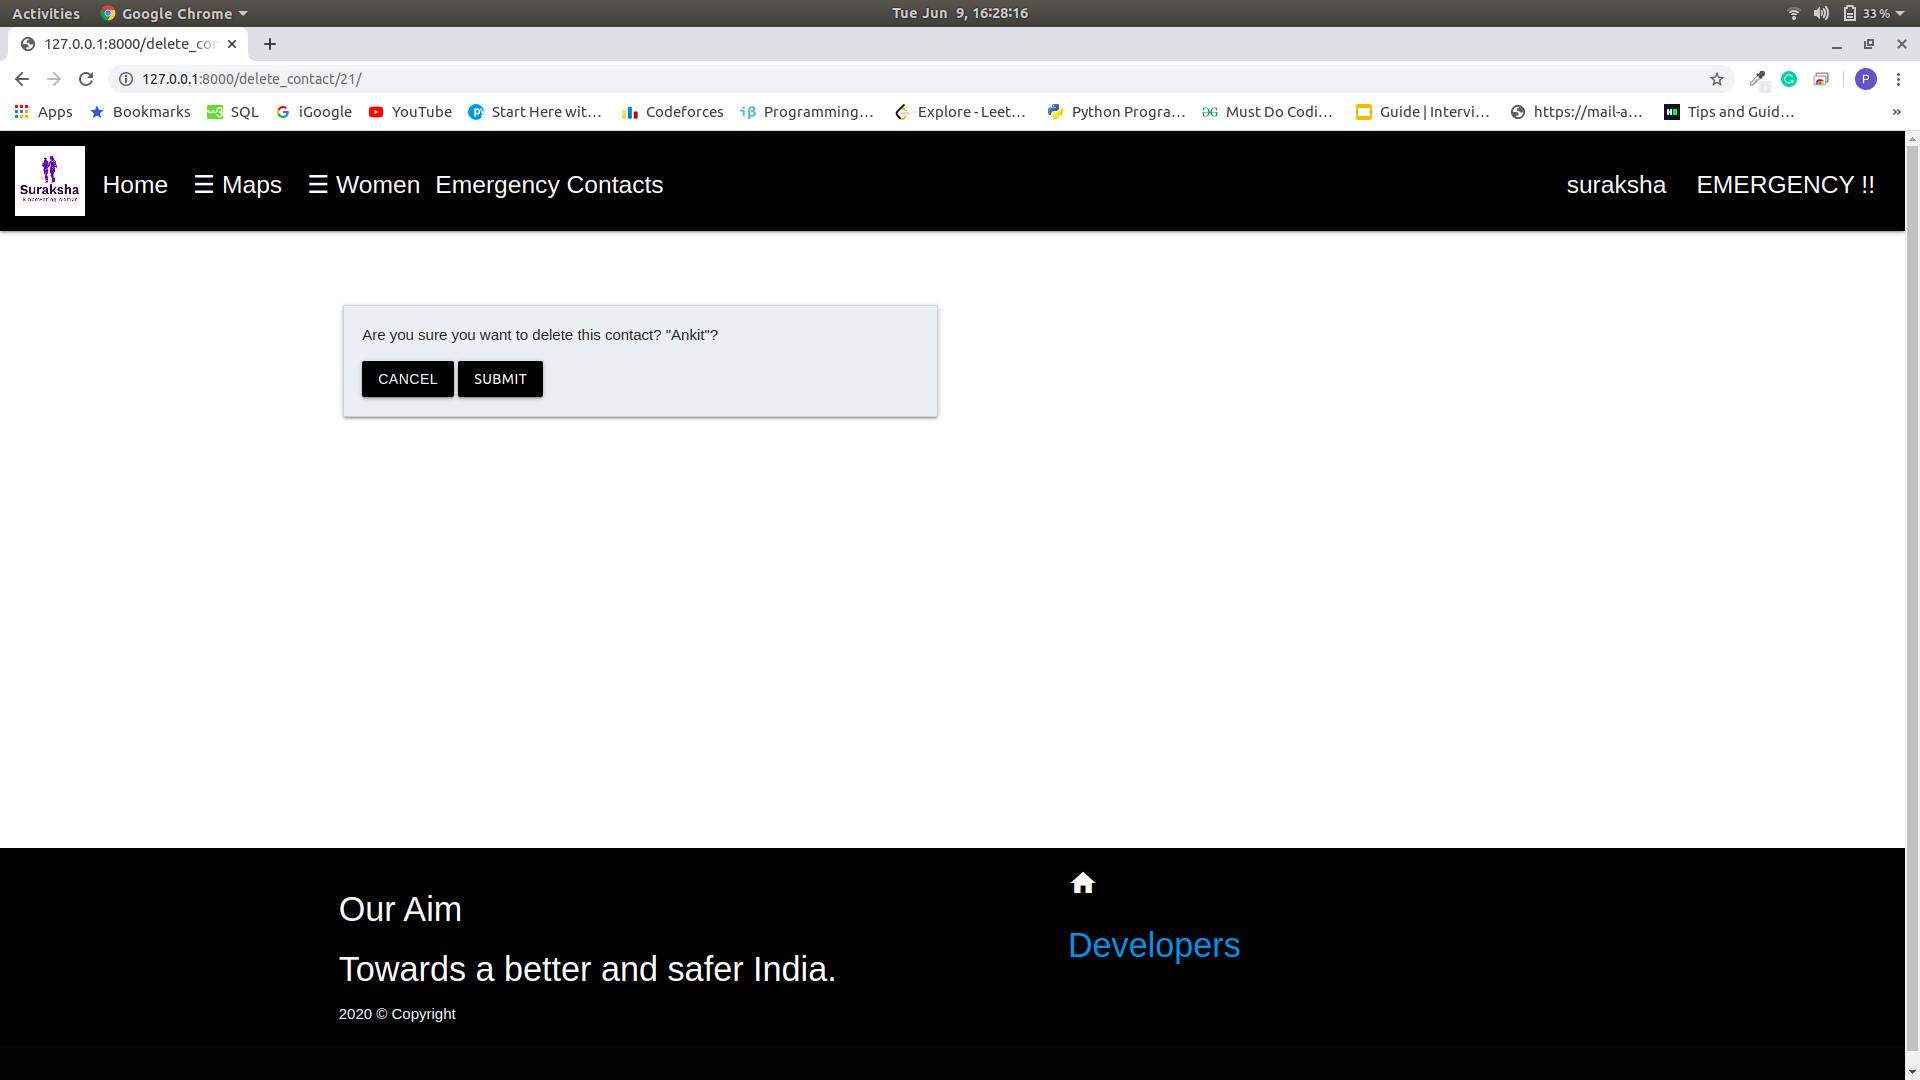 Activities Google Chrome Tue Jun 9, 16:28:16 33 %
127.0.0.1:8000/delete_con
127.0.0.1:8000/delete_contact/21/ P
Apps Bookmarks SQL iGoogle YouTube Start Here wit... Codeforces Programming... Explore - Leet... Python Progra... Must Do Codi... Guide | Intervi... https://mail-a... Tips and Guid... »
Suraksha
Empowering Woman
Home ☰ Maps ☰ Women Emergency Contacts suraksha EMERGENCY !!
Are you sure you want to delete this contact? "Ankit"?
CANCEL SUBMIT
Our Aim
Developers
Towards a better and safer India.
2020 © Copyright